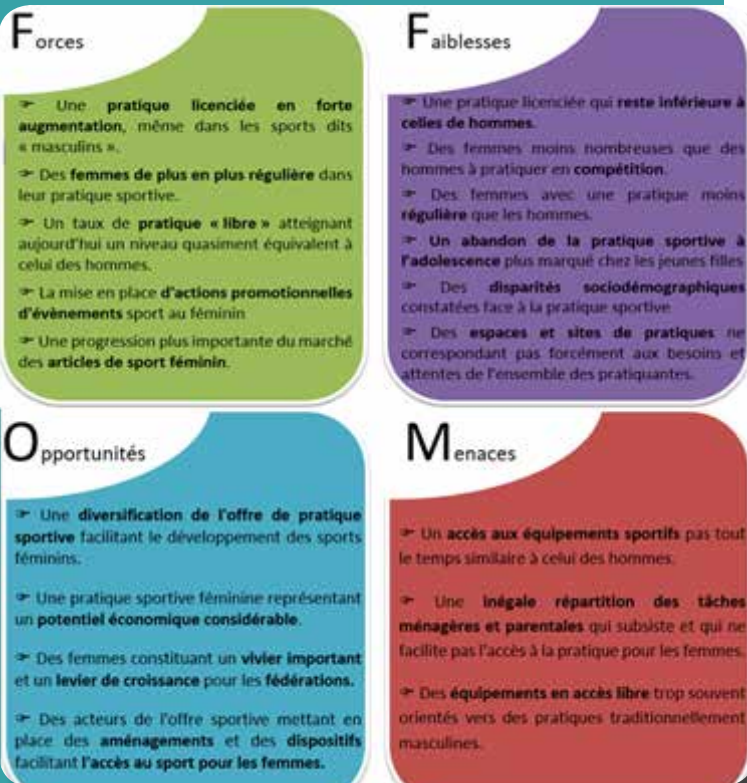 Forces
☞ Une pratique licenciée en forte
augmentation, même dans les sports dits
« masculins ».
☞ Des femmes de plus en plus régulière dans
leur pratique sportive.
☞ Un taux de pratique « libre » atteignant
aujourd'hui un niveau quasiment équivalent à
celui des hommes.
☞ La mise en place d'actions promotionnelles
d'évènements sport au féminin
☞ Une progression plus importante du marché
des articles de sport féminin.
Faiblesses
☞ Une pratique licenciée qui reste inférieure à
celles de hommes.
☞ Des femmes moins nombreuses que des
hommes à pratiquer en compétition.
☞ Des femmes avec une pratique moins
régulière que les hommes.
☞ Un abandon de la pratique sportive à
l'adolescence plus marqué chez les jeunes filles
☞ Des disparités sociodémographiques
constatées face à la pratique sportive
☞ Des espaces et sites de pratiques ne
correspondant pas forcément aux besoins et
attentes de l'ensemble des pratiquantes.
Opportunités
☞ Une diversification de l'offre de pratique
sportive facilitant le développement des sports
féminins.
☞ Une pratique sportive féminine représentant
un potentiel économique considérable.
☞ Des femmes constituant un vivier important
et un levier de croissance pour les fédérations.
☞ Des acteurs de l'offre sportive mettant en
place des aménagements et des dispositifs
facilitant l'accès au sport pour les femmes.
Menaces
☞ Un accès aux équipements sportifs pas tout
le temps similaire à celui des hommes.
☞ Une inégale répartition des tâches
ménagères et parentales qui subsiste et qui ne
facilite pas l'accès à la pratique pour les femmes.
☞ Des équipements en accès libre trop souvent
orientés vers des pratiques traditionnellement
masculines.